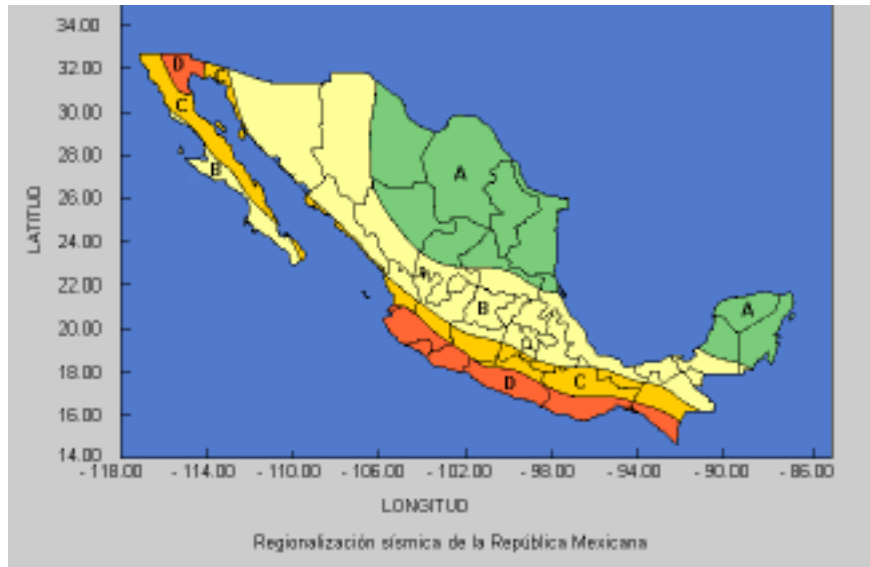 34.00
32.00
30.00
28.00
26.00
24.00
22.00
20.00
18.00
16.00
14.00
LATITUD
D
C
B
A
B
A
D
C
- 118.00 - 114.00 - 110.00 - 106.00 - 102.00 - 98.00 - 94.00 - 90.00 - 86.00
LONGITUD
Regionalización sísmica de la República Mexicana